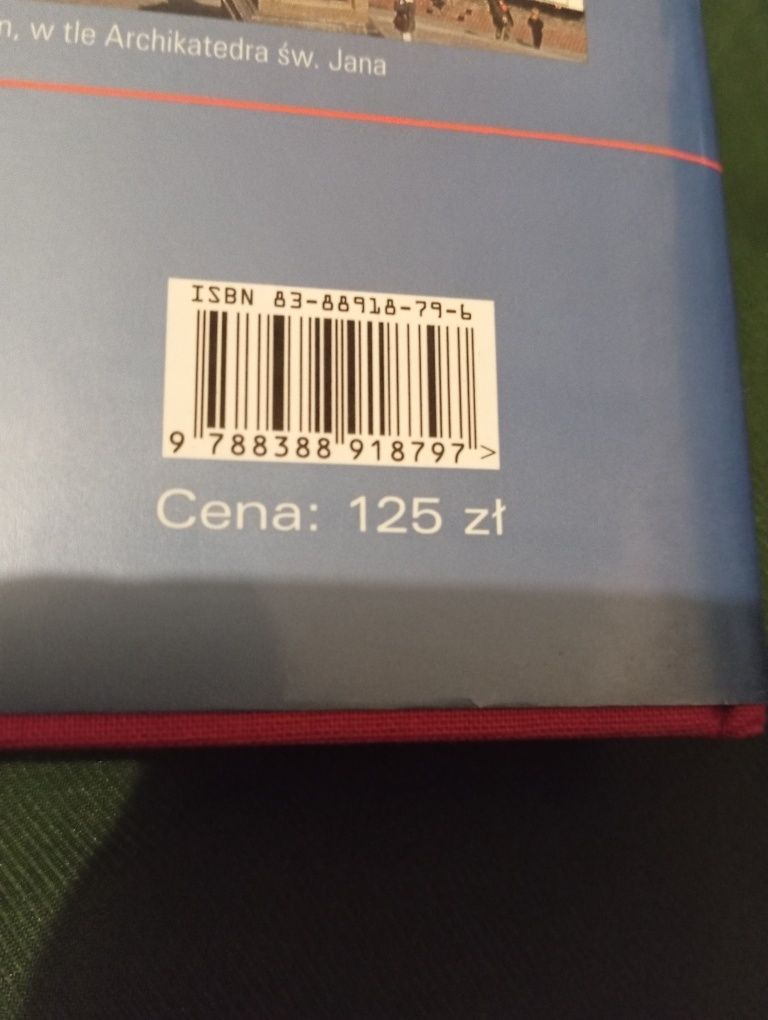 w tle Archikatedra św. Jana
ISBN 83-88918-79-6
9 788388 918797 >
Cena: 125 zł